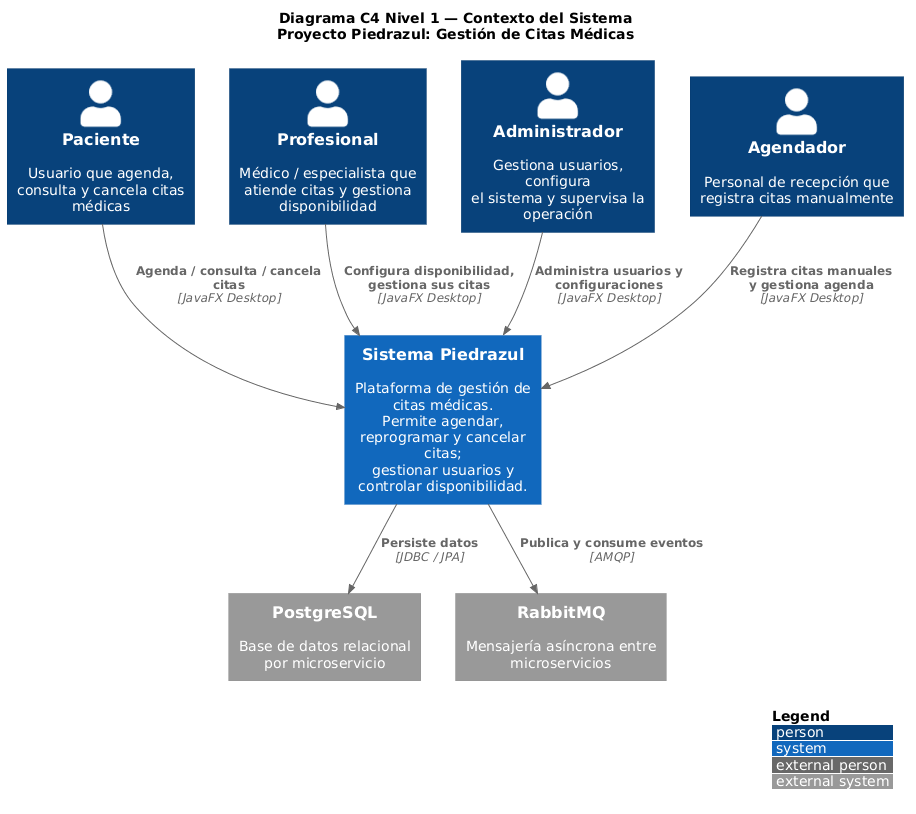 Diagrama C4 Nivel 1 — Contexto del Sistema
Proyecto Piedrazul: Gestión de Citas Médicas
Paciente
Usuario que agenda,
consulta y cancela citas
médicas
Profesional
Médico / especialista que
atiende citas y gestiona
disponibilidad
Administrador
Gestiona usuarios,
configura
el sistema y supervisa la
operación
Agendador
Personal de recepción que
registra citas manualmente
Agenda / consulta / cancela
citas
[JavaFX Desktop]
Configura disponibilidad,
gestiona sus citas
[JavaFX Desktop]
Administra usuarios y
configuraciones
[JavaFX Desktop]
Registra citas manuales
y gestiona agenda
[JavaFX Desktop]
Sistema Piedrazul
Plataforma de gestión de
citas médicas.
Permite agendar,
reprogramar y cancelar
citas;
gestionar usuarios y
controlar disponibilidad.
Persiste datos
[JDBC / JPA]
Publica y consume eventos
[AMQP]
PostgreSQL
Base de datos relacional
por microservicio
RabbitMQ
Mensajería asíncrona entre
microservicios
Legend
person
system
external person
external system